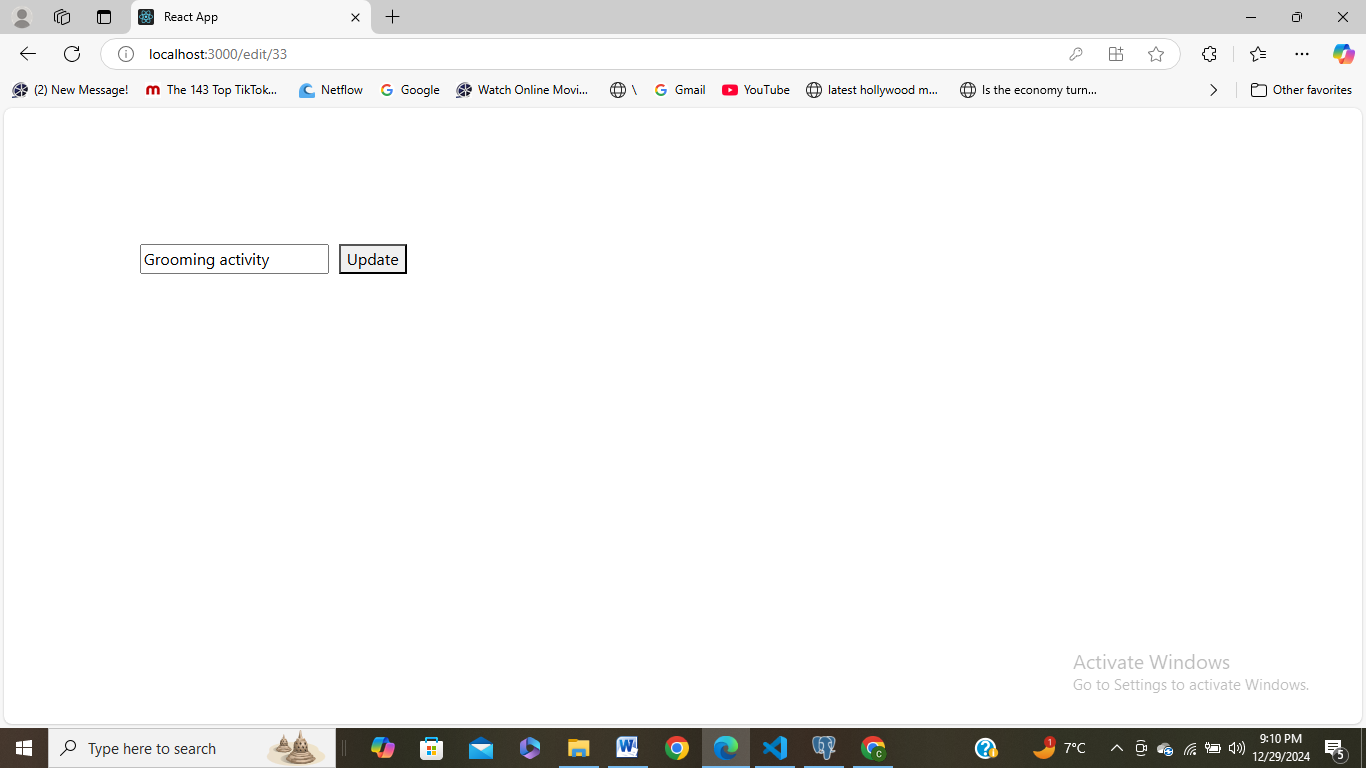 React App
localhost:3000/edit/33
(2) New Message!
The 143 Top TikTok...
Netflow
Google
Watch Online Movi...
\
Gmail
YouTube
latest hollywood m...
Is the economy turn...
Other favorites
Grooming activity
Update
Activate Windows
Go to Settings to activate Windows.
Type here to search
1
7°C
9:10 PM
12/29/2024
5